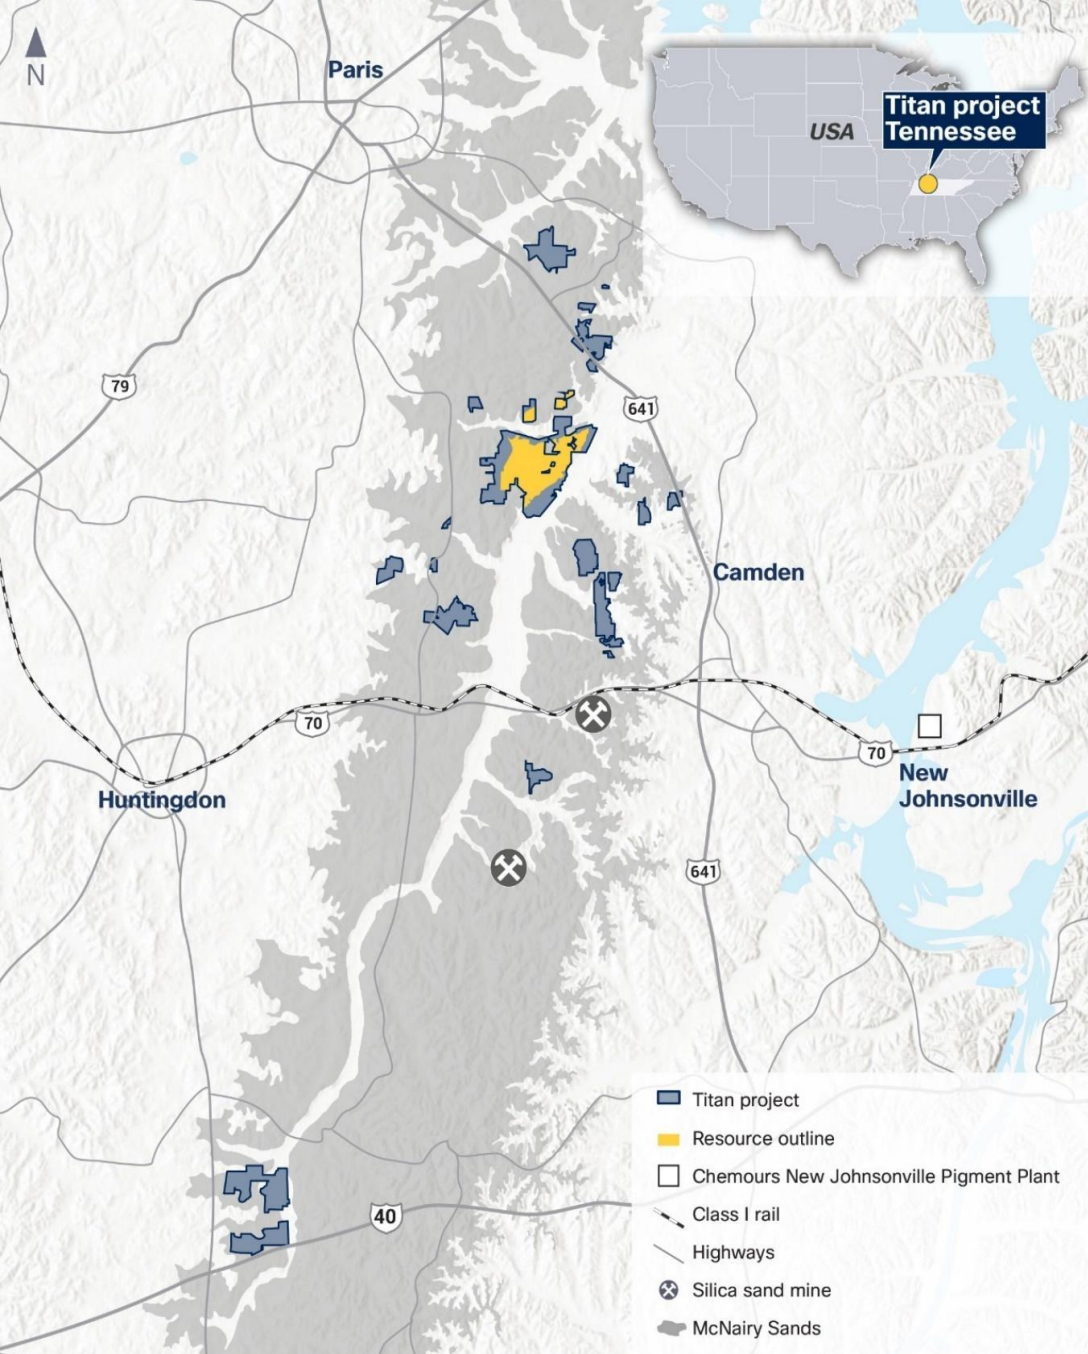 N
Paris
USA
Titan project
Tennessee
79
641
Camden
70
70
Huntingdon
New
Johnsonville
641
40
Titan project
Resource outline
Chemours New Johnsonville Pigment Plant
Class I rail
Highways
Silica sand mine
McNairy Sands